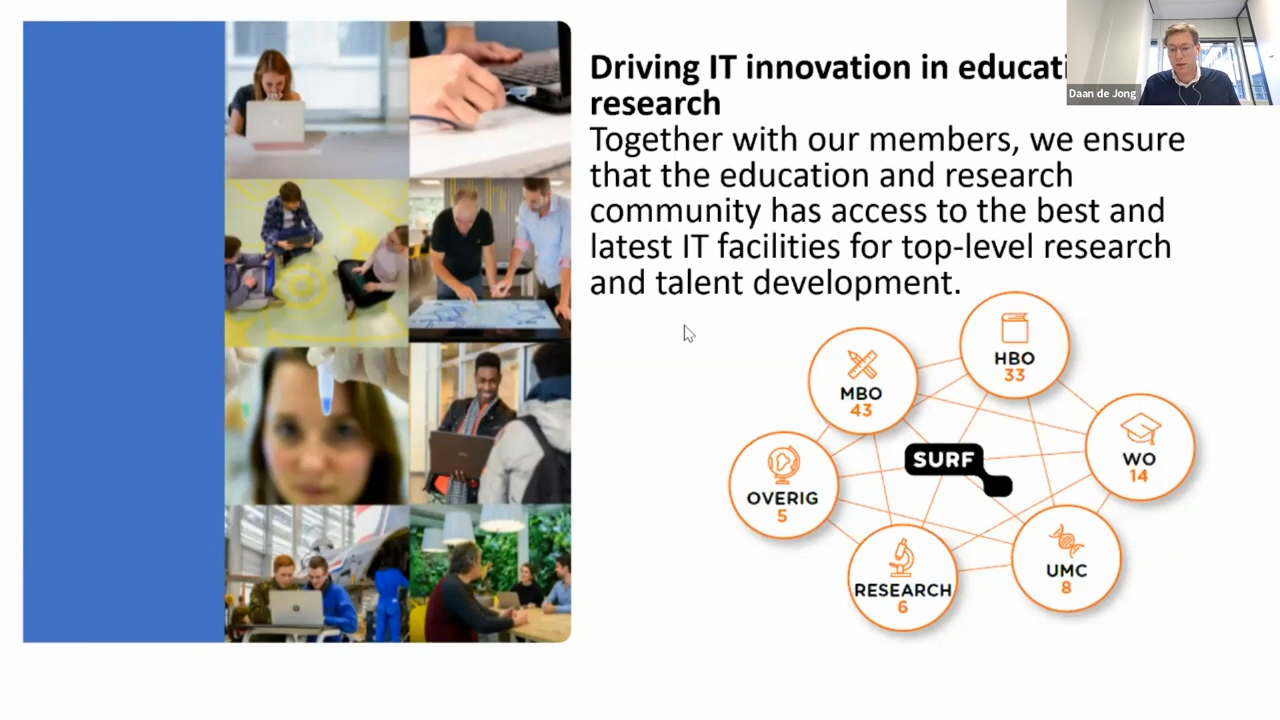 Driving IT innovation in educati
research
Together with our members, we ensure
that the education and research
community has access to the best and
latest IT facilities for top-level research
and talent development.
Daan de Jong
HBO
33
MBO
43
WO
14
SURF
OVERIG
5
UMC
8
RESEARCH
6